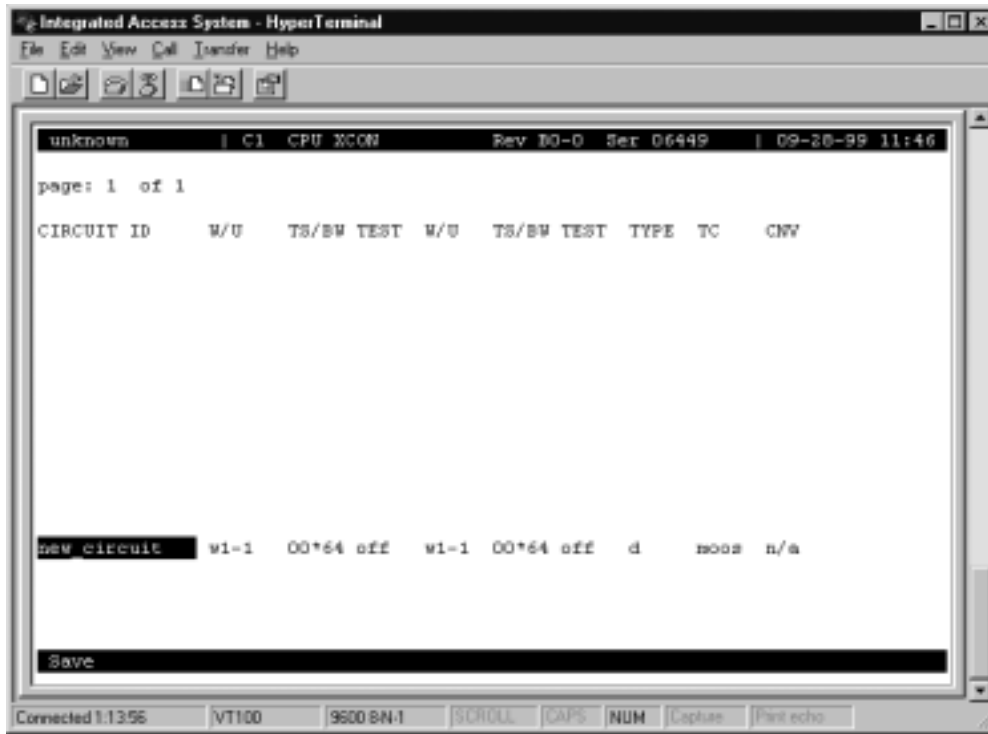 Integrated Access System - HyperTerminal
File Edit View Call Transfer Help
unknown | C1 CPU XCON Rev B0-0 Ser 06449 | 09-28-99 11:46
page: 1 of 1
CIRCUIT ID W/U TS/BW TEST W/U TS/BW TEST TYPE TC CNV
new_circuit w1-1 00*64 off w1-1 00*64 off d moos n/a
Save
Connected 1:13:56 VT100 9600 8-N-1 SCROLL CAPS NUM Capture Print echo